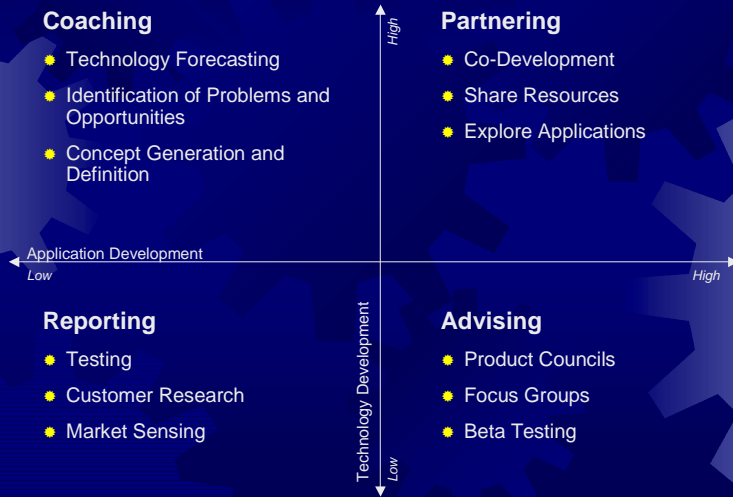 Coaching
Technology Forecasting
Identification of Problems and
Opportunities
Concept Generation and
Definition
High
Partnering
Co-Development
Share Resources
Explore Applications
Application Development
Low
High
Reporting
Testing
Customer Research
Market Sensing
Technology Development
Low
Advising
Product Councils
Focus Groups
Beta Testing